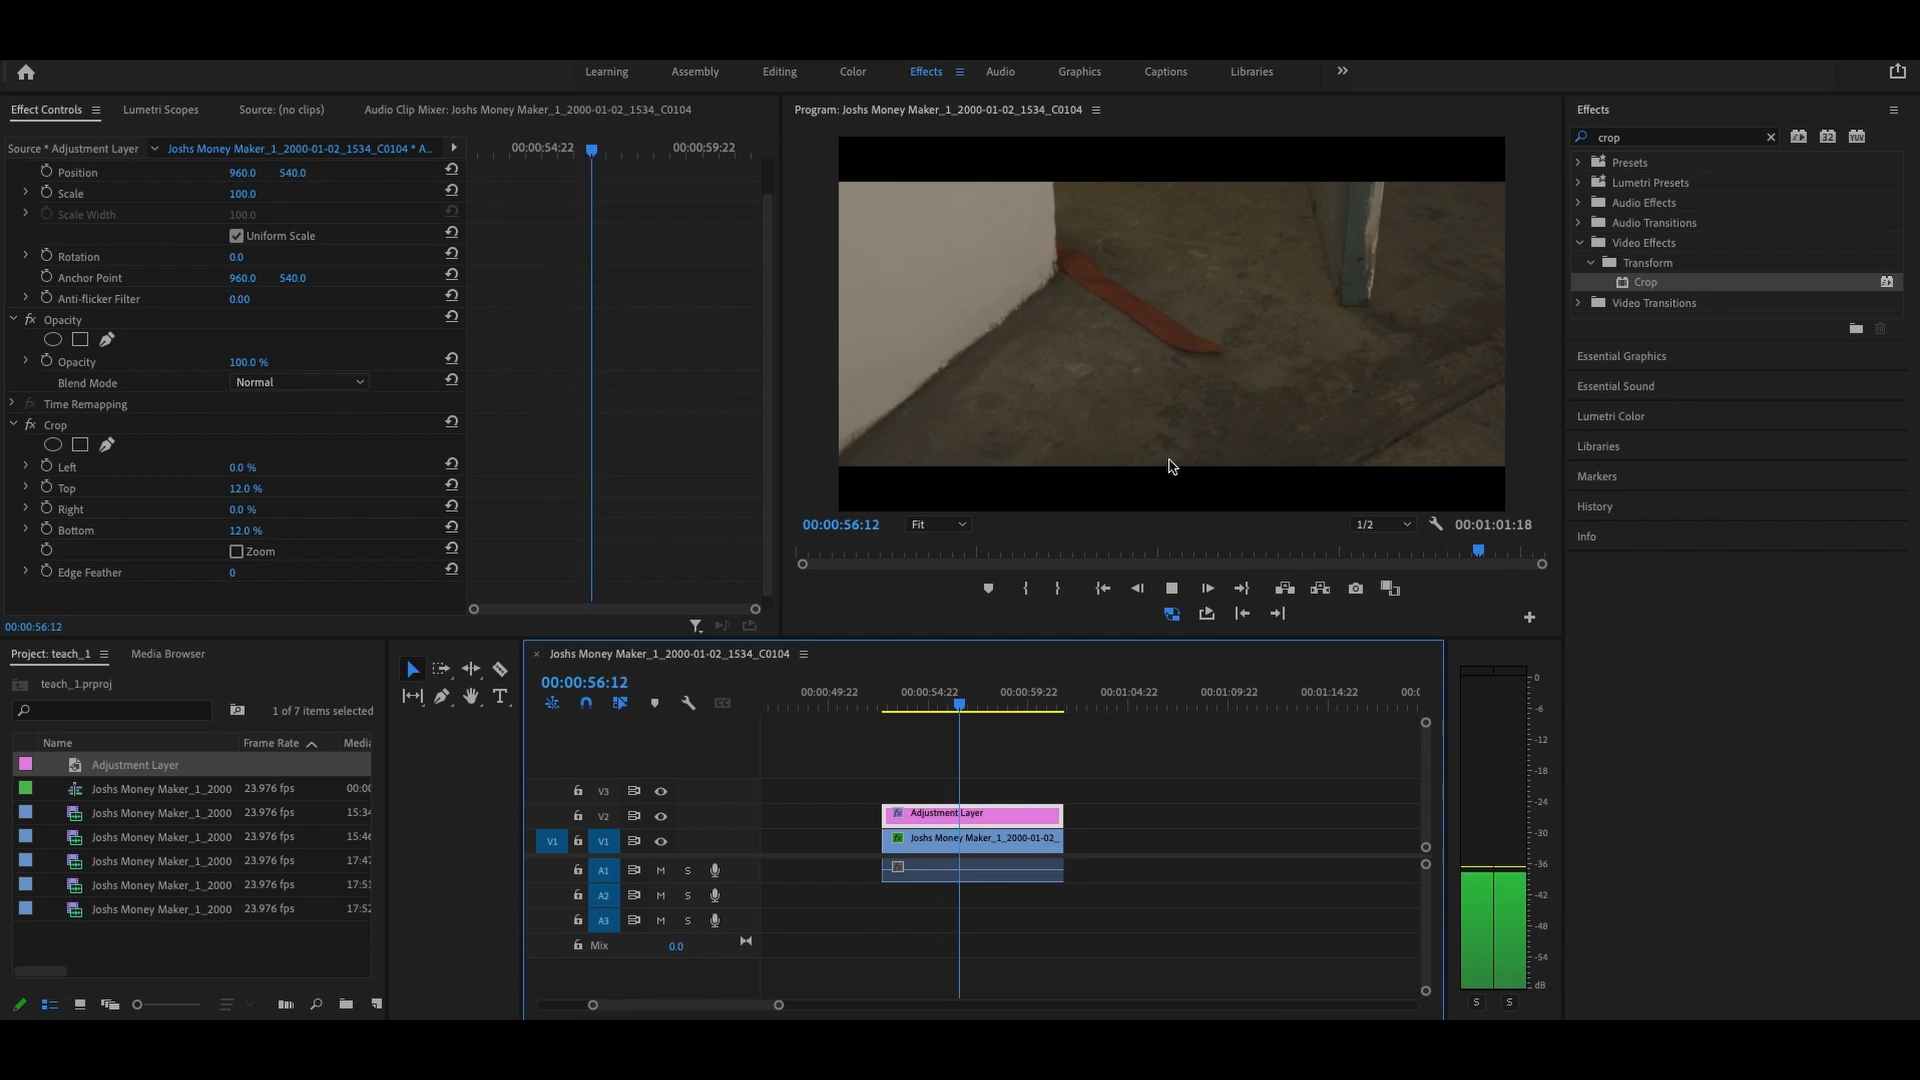 Learning Assembly Editing Color Effects Audio Graphics Captions Libraries
Effect Controls Lumetri Scopes Source: (no clips) Audio Clip Mixer: Joshs Money Maker_1_2000-01-02_1534_C0104
Source * Adjustment Layer Joshs Money Maker_1_2000-01-02_1534_C0104 * A...
00:00:54:22 00:00:59:22
Position 960.0 540.0
Scale 100.0
Scale Width 100.0
Uniform Scale
Rotation 0.0
Anchor Point 960.0 540.0
Anti-flicker Filter 0.00
fx Opacity
Opacity 100.0 %
Blend Mode Normal
fx Time Remapping
fx Crop
Left 0.0 %
Top 12.0 %
Right 0.0 %
Bottom 12.0 %
Zoom
Edge Feather 0
00:00:56:12
Program: Joshs Money Maker_1_2000-01-02_1534_C0104
00:00:56:12 Fit 1/2 00:01:01:18
Effects
crop
32 YUV
Presets
Lumetri Presets
Audio Effects
Audio Transitions
Video Effects
Transform
Crop
Video Transitions
Essential Graphics
Essential Sound
Lumetri Color
Libraries
Markers
History
Info
Project: teach_1 Media Browser
teach_1.prproj
1 of 7 items selected
Name Frame Rate Media
Adjustment Layer
Joshs Money Maker_1_2000 23.976 fps 00:00
Joshs Money Maker_1_2000 23.976 fps 15:34
Joshs Money Maker_1_2000 23.976 fps 15:46
Joshs Money Maker_1_2000 23.976 fps 17:47
Joshs Money Maker_1_2000 23.976 fps 17:51
Joshs Money Maker_1_2000 23.976 fps 17:52
T
× Joshs Money Maker_1_2000-01-02_1534_C0104
00:00:56:12
CC
00:00:49:22 00:00:54:22 00:00:59:22 00:01:04:22 00:01:09:22 00:01:14:22 00:0
V3
V2
V1 V1
A1 M S
A2 M S
A3 M S
Mix 0.0
fx Adjustment Layer
fx Joshs Money Maker_1_2000-01-02_
0
-6
-12
-18
-24
-30
-36
-42
-48
-54
dB
S S